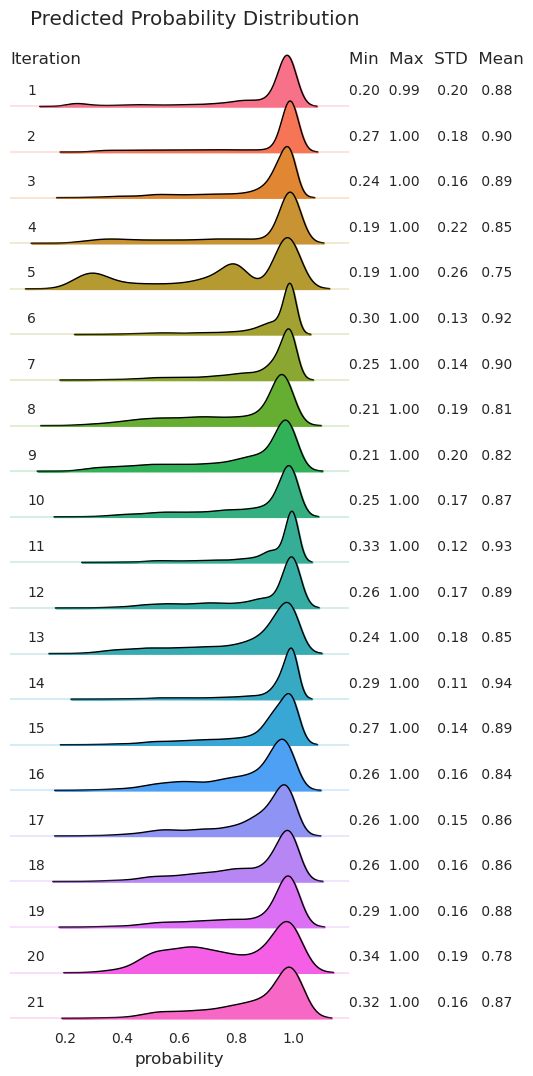 Predicted Probability Distribution
Iteration Min Max STD Mean
1 0.20 0.99 0.20 0.88
2 0.27 1.00 0.18 0.90
3 0.24 1.00 0.16 0.89
4 0.19 1.00 0.22 0.85
5 0.19 1.00 0.26 0.75
6 0.30 1.00 0.13 0.92
7 0.25 1.00 0.14 0.90
8 0.21 1.00 0.19 0.81
9 0.21 1.00 0.20 0.82
10 0.25 1.00 0.17 0.87
11 0.33 1.00 0.12 0.93
12 0.26 1.00 0.17 0.89
13 0.24 1.00 0.18 0.85
14 0.29 1.00 0.11 0.94
15 0.27 1.00 0.14 0.89
16 0.26 1.00 0.16 0.84
17 0.26 1.00 0.15 0.86
18 0.26 1.00 0.16 0.86
19 0.29 1.00 0.16 0.88
20 0.34 1.00 0.19 0.78
21 0.32 1.00 0.16 0.87
0.2 0.4 0.6 0.8 1.0
probability